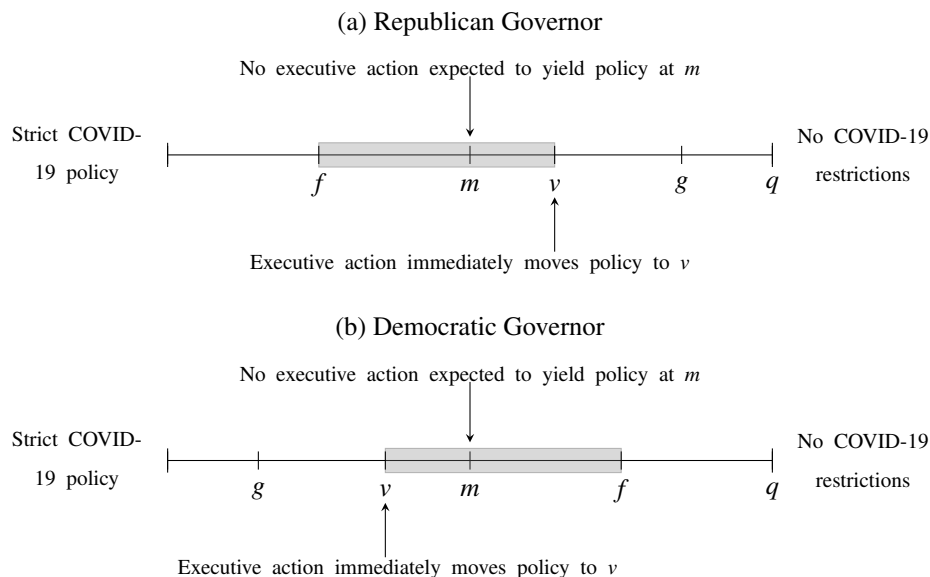 (a) Republican Governor
No executive action expected to yield policy at m
Strict COVID-
19 policy
No COVID-19
restrictions
f m v g q
Executive action immediately moves policy to v
(b) Democratic Governor
No executive action expected to yield policy at m
Strict COVID-
19 policy
No COVID-19
restrictions
g v m f q
Executive action immediately moves policy to v